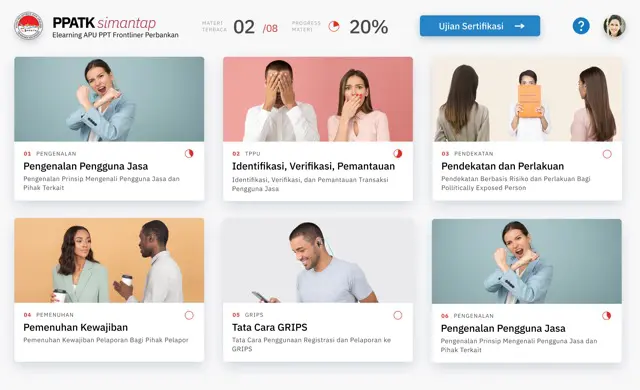 PPATK simantap
Elearning APU PPT Frontliner Perbankan
MATERI
TERBACA
02 /08
PROGRESS
MATERI
20%
Ujian Sertifikasi
?
01 PENGENALAN
Pengenalan Pengguna Jasa
Pengenalan Prinsip Mengenali Pengguna Jasa dan
Pihak Terkait
02 TPPU
Identifikasi, Verifikasi, Pemantauan
Identifikasi, Verifikasi, dan Pemantauan Transaksi
Pengguna Jasa
03 PENDEKATAN
Pendekatan dan Perlakuan
Pendekatan Berbasis Risiko dan Perlakuan Bagi
Politically Exposed Person
04 PEMENUHAN
Pemenuhan Kewajiban
Pemenuhan Kewajiban Pelaporan Bagi Pihak Pelapor
05 GRIPS
Tata Cara GRIPS
Tata Cara Penggunaan Registrasi dan Pelaporan ke
GRIPS
06 PENGENALAN
Pengenalan Pengguna Jasa
Pengenalan Prinsip Mengenali Pengguna Jasa dan
Pihak Terkait